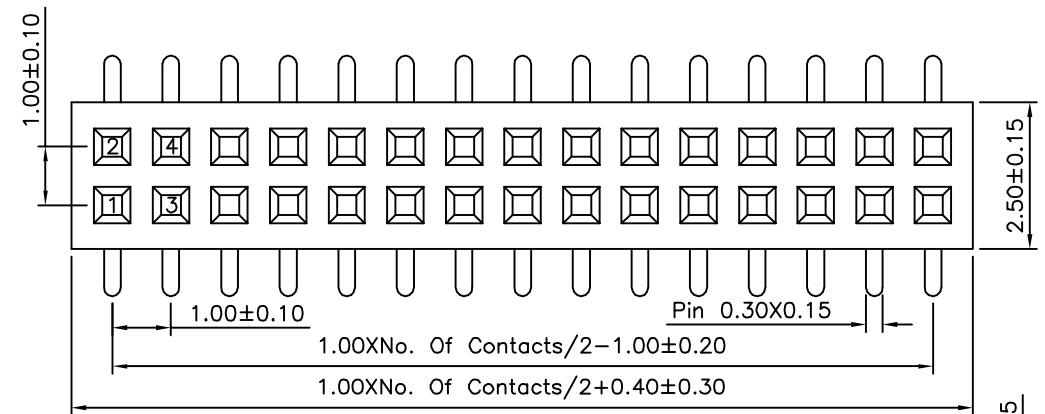 1.00±0.10
2 4
1 3
2.50±0.15
1.00±0.10
Pin 0.30X0.15
1.00XNo. Of Contacts/2-1.00±0.20
1.00XNo. Of Contacts/2+0.40±0.30
5